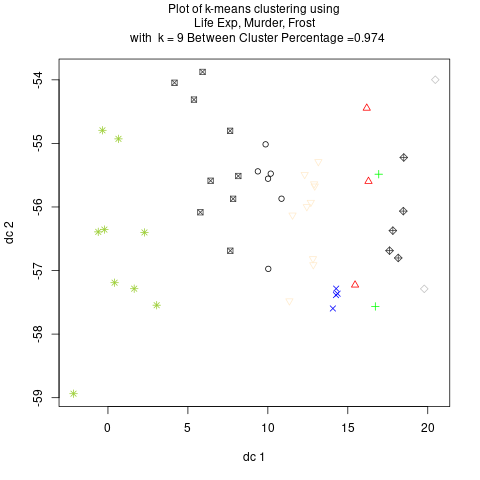 Plot of k-means clustering using
Life Exp, Murder, Frost
with k = 9 Between Cluster Percentage =0.974
-54
-55
-56
-57
-58
-59
dc 2
0
5
10
15
20
dc 1